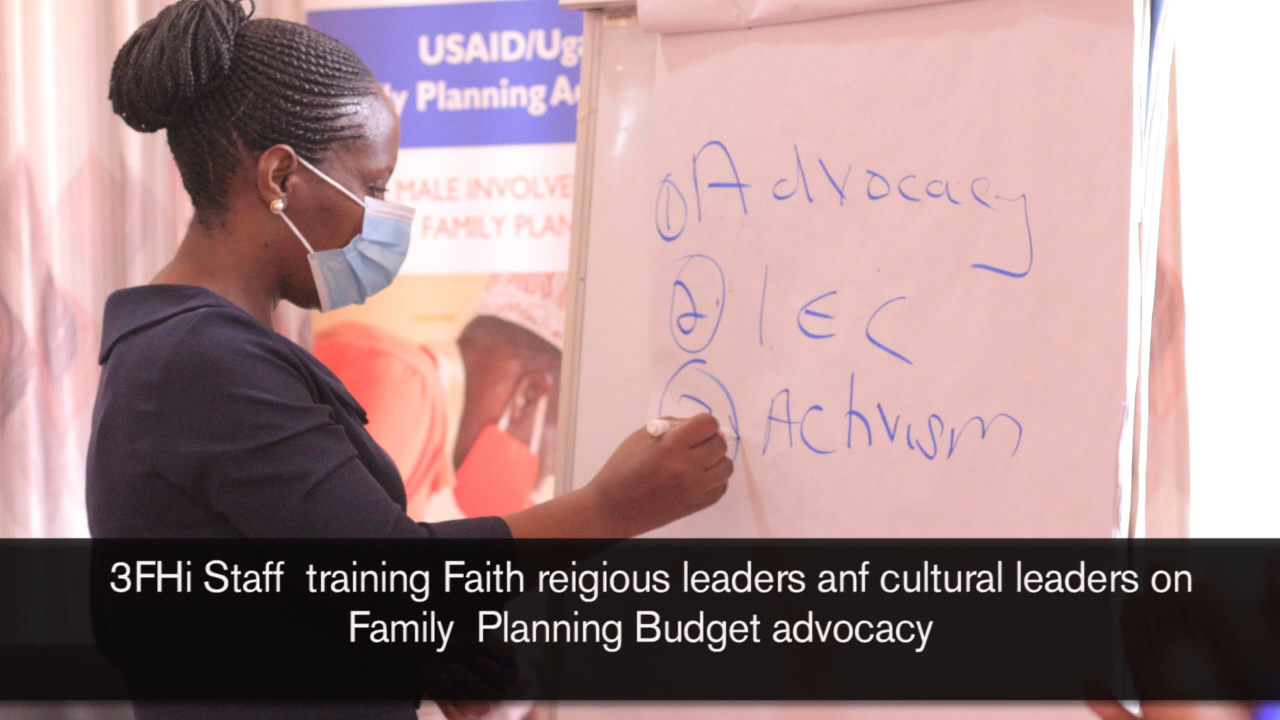 USAID/Uga
y Planning Ac
MALE INVOLVE
FAMILY PLAN
① Advocacy
② IEC
Activism
3FHi Staff  training Faith reigious leaders anf cultural leaders on
Family  Planning Budget advocacy